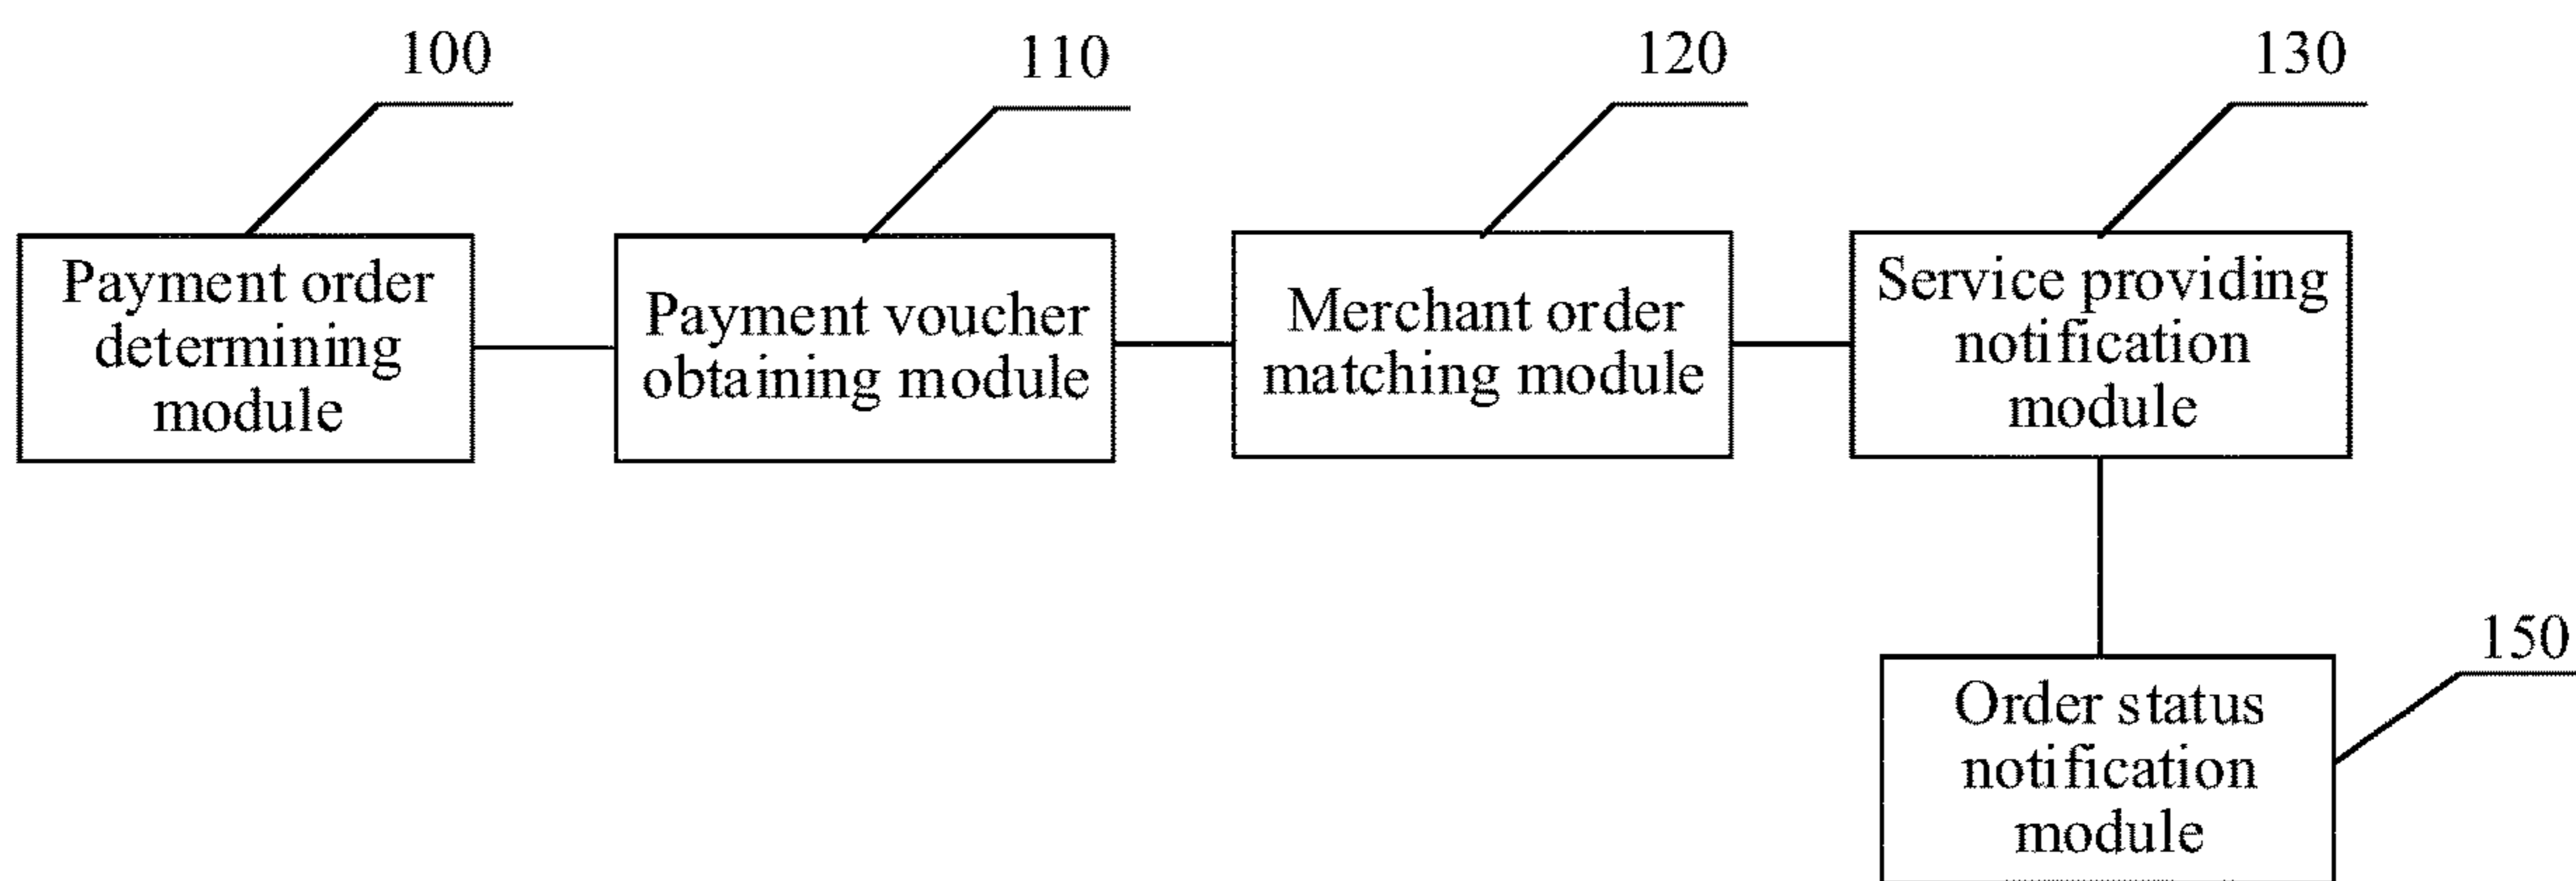 100
110
120
130
Payment order
determining
module
Payment voucher
obtaining module
Merchant order
matching module
Service providing
notification
module
150
Order status
notification
module